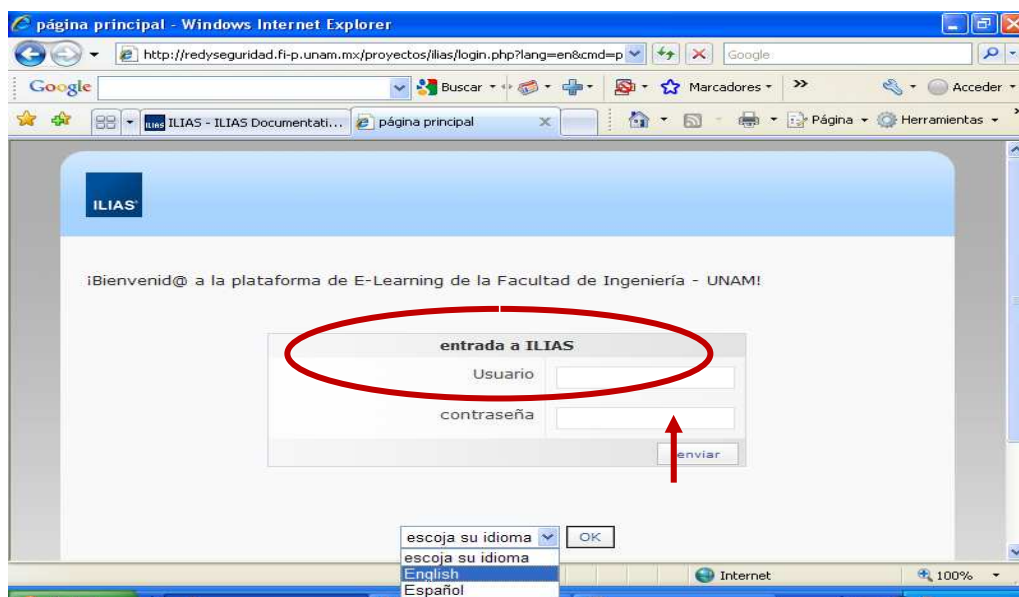 página principal - Windows Internet Explorer
http://redyseguridad.fi-p.unam.mx/proyectos/ilias/login.php?lang=en&cmd=p
Google
Google
Buscar
Marcadores
»
Acceder
ILIAS - ILIAS Documentati...
página principal
Página
Herramientas
ILIAS
¡Bienvenid@ a la plataforma de E-Learning de la Facultad de Ingeniería - UNAM!
entrada a ILIAS
Usuario
contraseña
enviar
escoja su idioma
OK
escoja su idioma
English
Español
Internet
100%